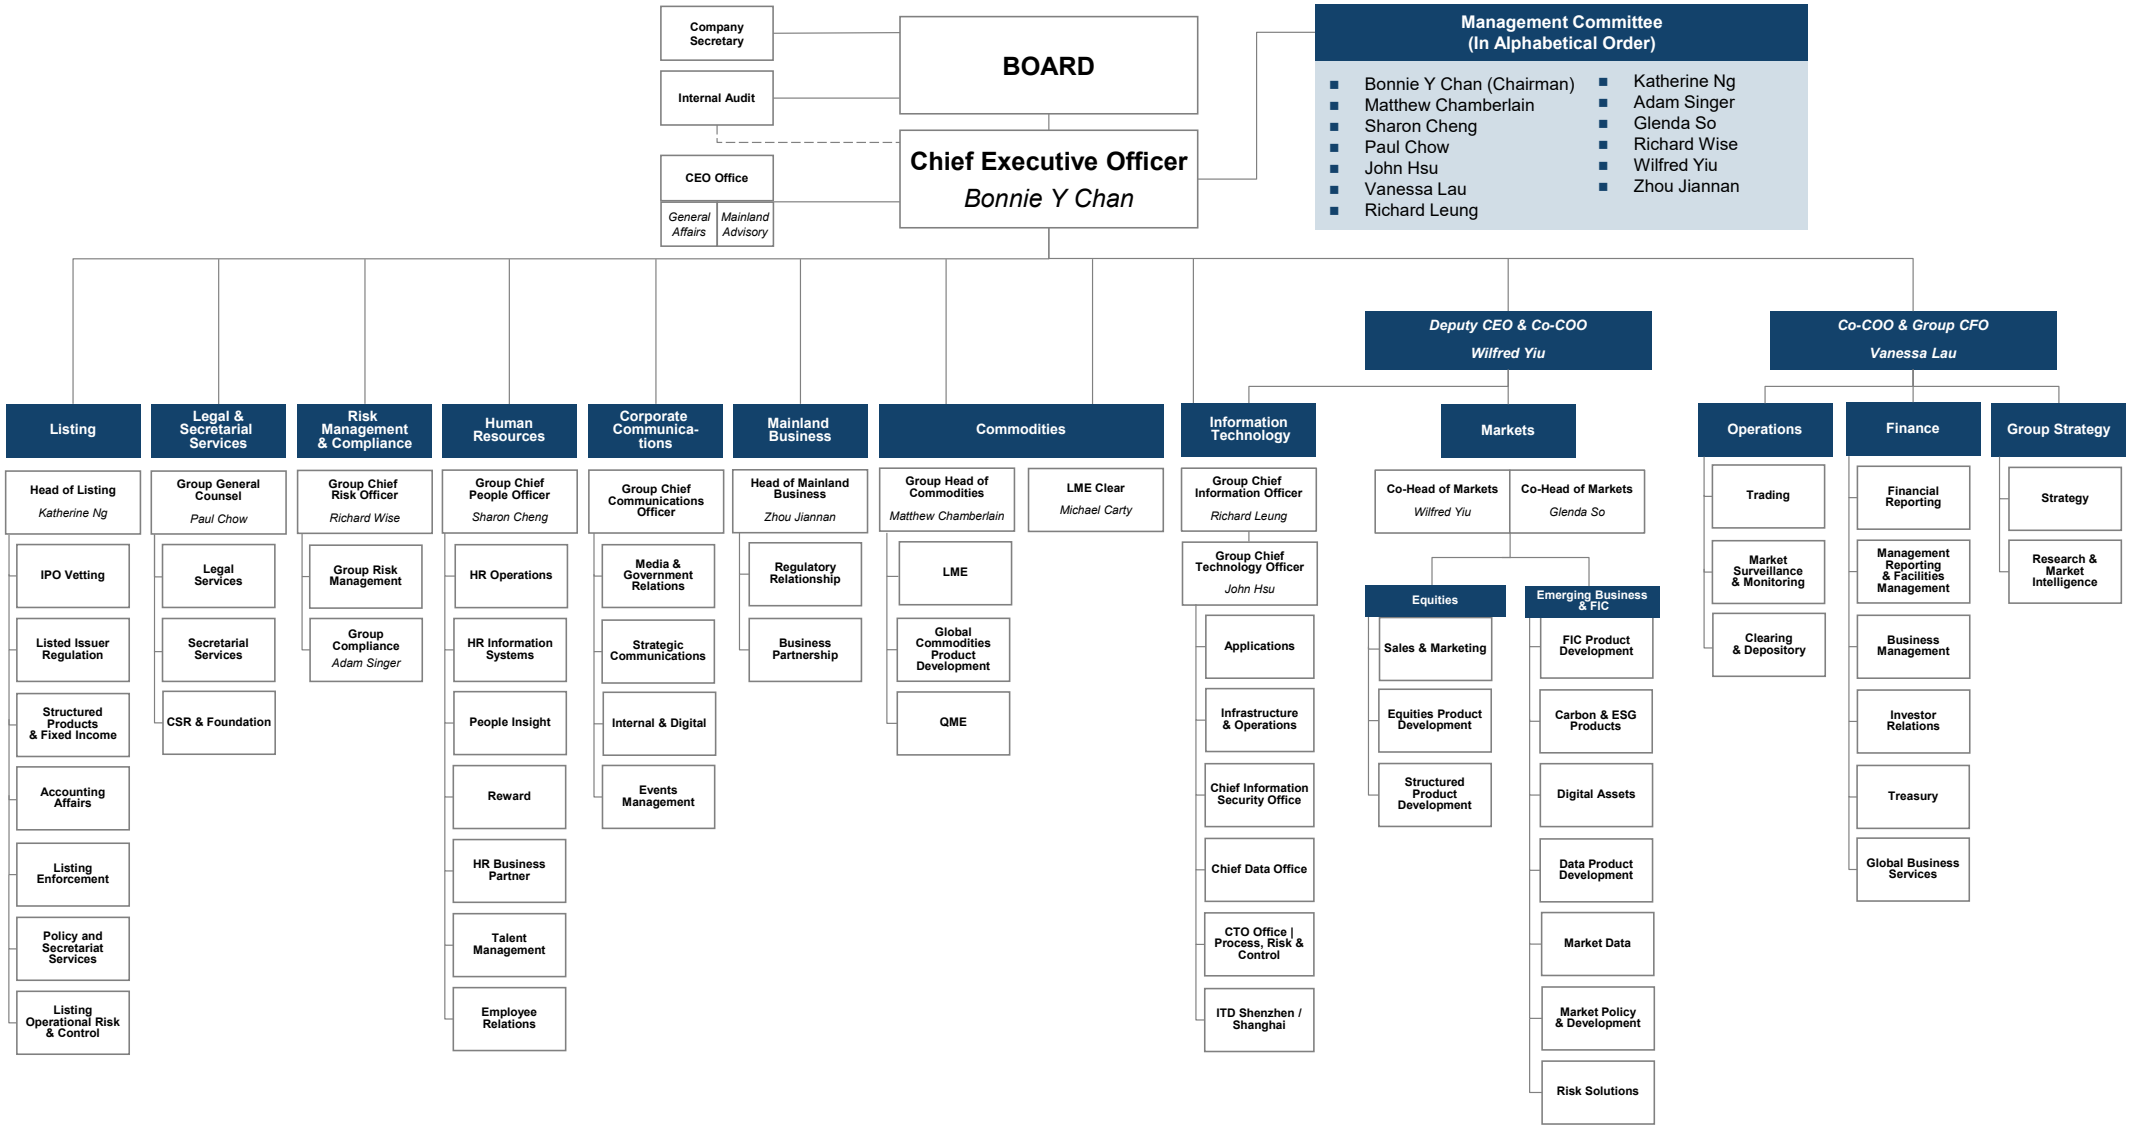 Company
Secretary
Internal Audit
CEO Office
General
Affairs
Mainland
Advisory
BOARD
Chief Executive Officer
Bonnie Y Chan
Management Committee
(In Alphabetical Order)
Bonnie Y Chan (Chairman)
Matthew Chamberlain
Sharon Cheng
Paul Chow
John Hsu
Vanessa Lau
Richard Leung
Katherine Ng
Adam Singer
Glenda So
Richard Wise
Wilfred Yiu
Zhou Jiannan
Deputy CEO & Co-COO
Wilfred Yiu
Co-COO & Group CFO
Vanessa Lau
Listing
Head of Listing
Katherine Ng
IPO Vetting
Listed Issuer
Regulation
Structured
Products
& Fixed Income
Accounting
Affairs
Listing
Enforcement
Policy and
Secretariat
Services
Listing
Operational Risk
& Control
Legal &
Secretarial
Services
Group General
Counsel
Paul Chow
Legal
Services
Secretarial
Services
CSR & Foundation
Risk
Management
& Compliance
Group Chief
Risk Officer
Richard Wise
Group Risk
Management
Group
Compliance
Adam Singer
Human
Resources
Group Chief
People Officer
Sharon Cheng
HR Operations
HR Information
Systems
People Insight
Reward
HR Business
Partner
Talent
Management
Employee
Relations
Corporate
Communica-
tions
Group Chief
Communications
Officer
Media &
Government
Relations
Strategic
Communications
Internal & Digital
Events
Management
Mainland
Business
Head of Mainland
Business
Zhou Jiannan
Regulatory
Relationship
Business
Partnership
Commodities
Group Head of
Commodities
Matthew Chamberlain
LME
Global
Commodities
Product
Development
QME
LME Clear
Michael Carty
Information
Technology
Group Chief
Information Officer
Richard Leung
Group Chief
Technology Officer
John Hsu
Applications
Infrastructure
& Operations
Chief Information
Security Office
Chief Data Office
CTO Office |
Process, Risk &
Control
ITD Shenzhen /
Shanghai
Markets
Co-Head of Markets
Wilfred Yiu
Co-Head of Markets
Glenda So
Equities
Sales & Marketing
Equities Product
Development
Structured
Product
Development
Emerging Business
& FIC
FIC Product
Development
Carbon & ESG
Products
Digital Assets
Data Product
Development
Market Data
Market Policy
& Development
Risk Solutions
Operations
Trading
Market
Surveillance
& Monitoring
Clearing
& Depository
Finance
Financial
Reporting
Management
Reporting
& Facilities
Management
Business
Management
Investor
Relations
Treasury
Global Business
Services
Group Strategy
Strategy
Research &
Market
Intelligence